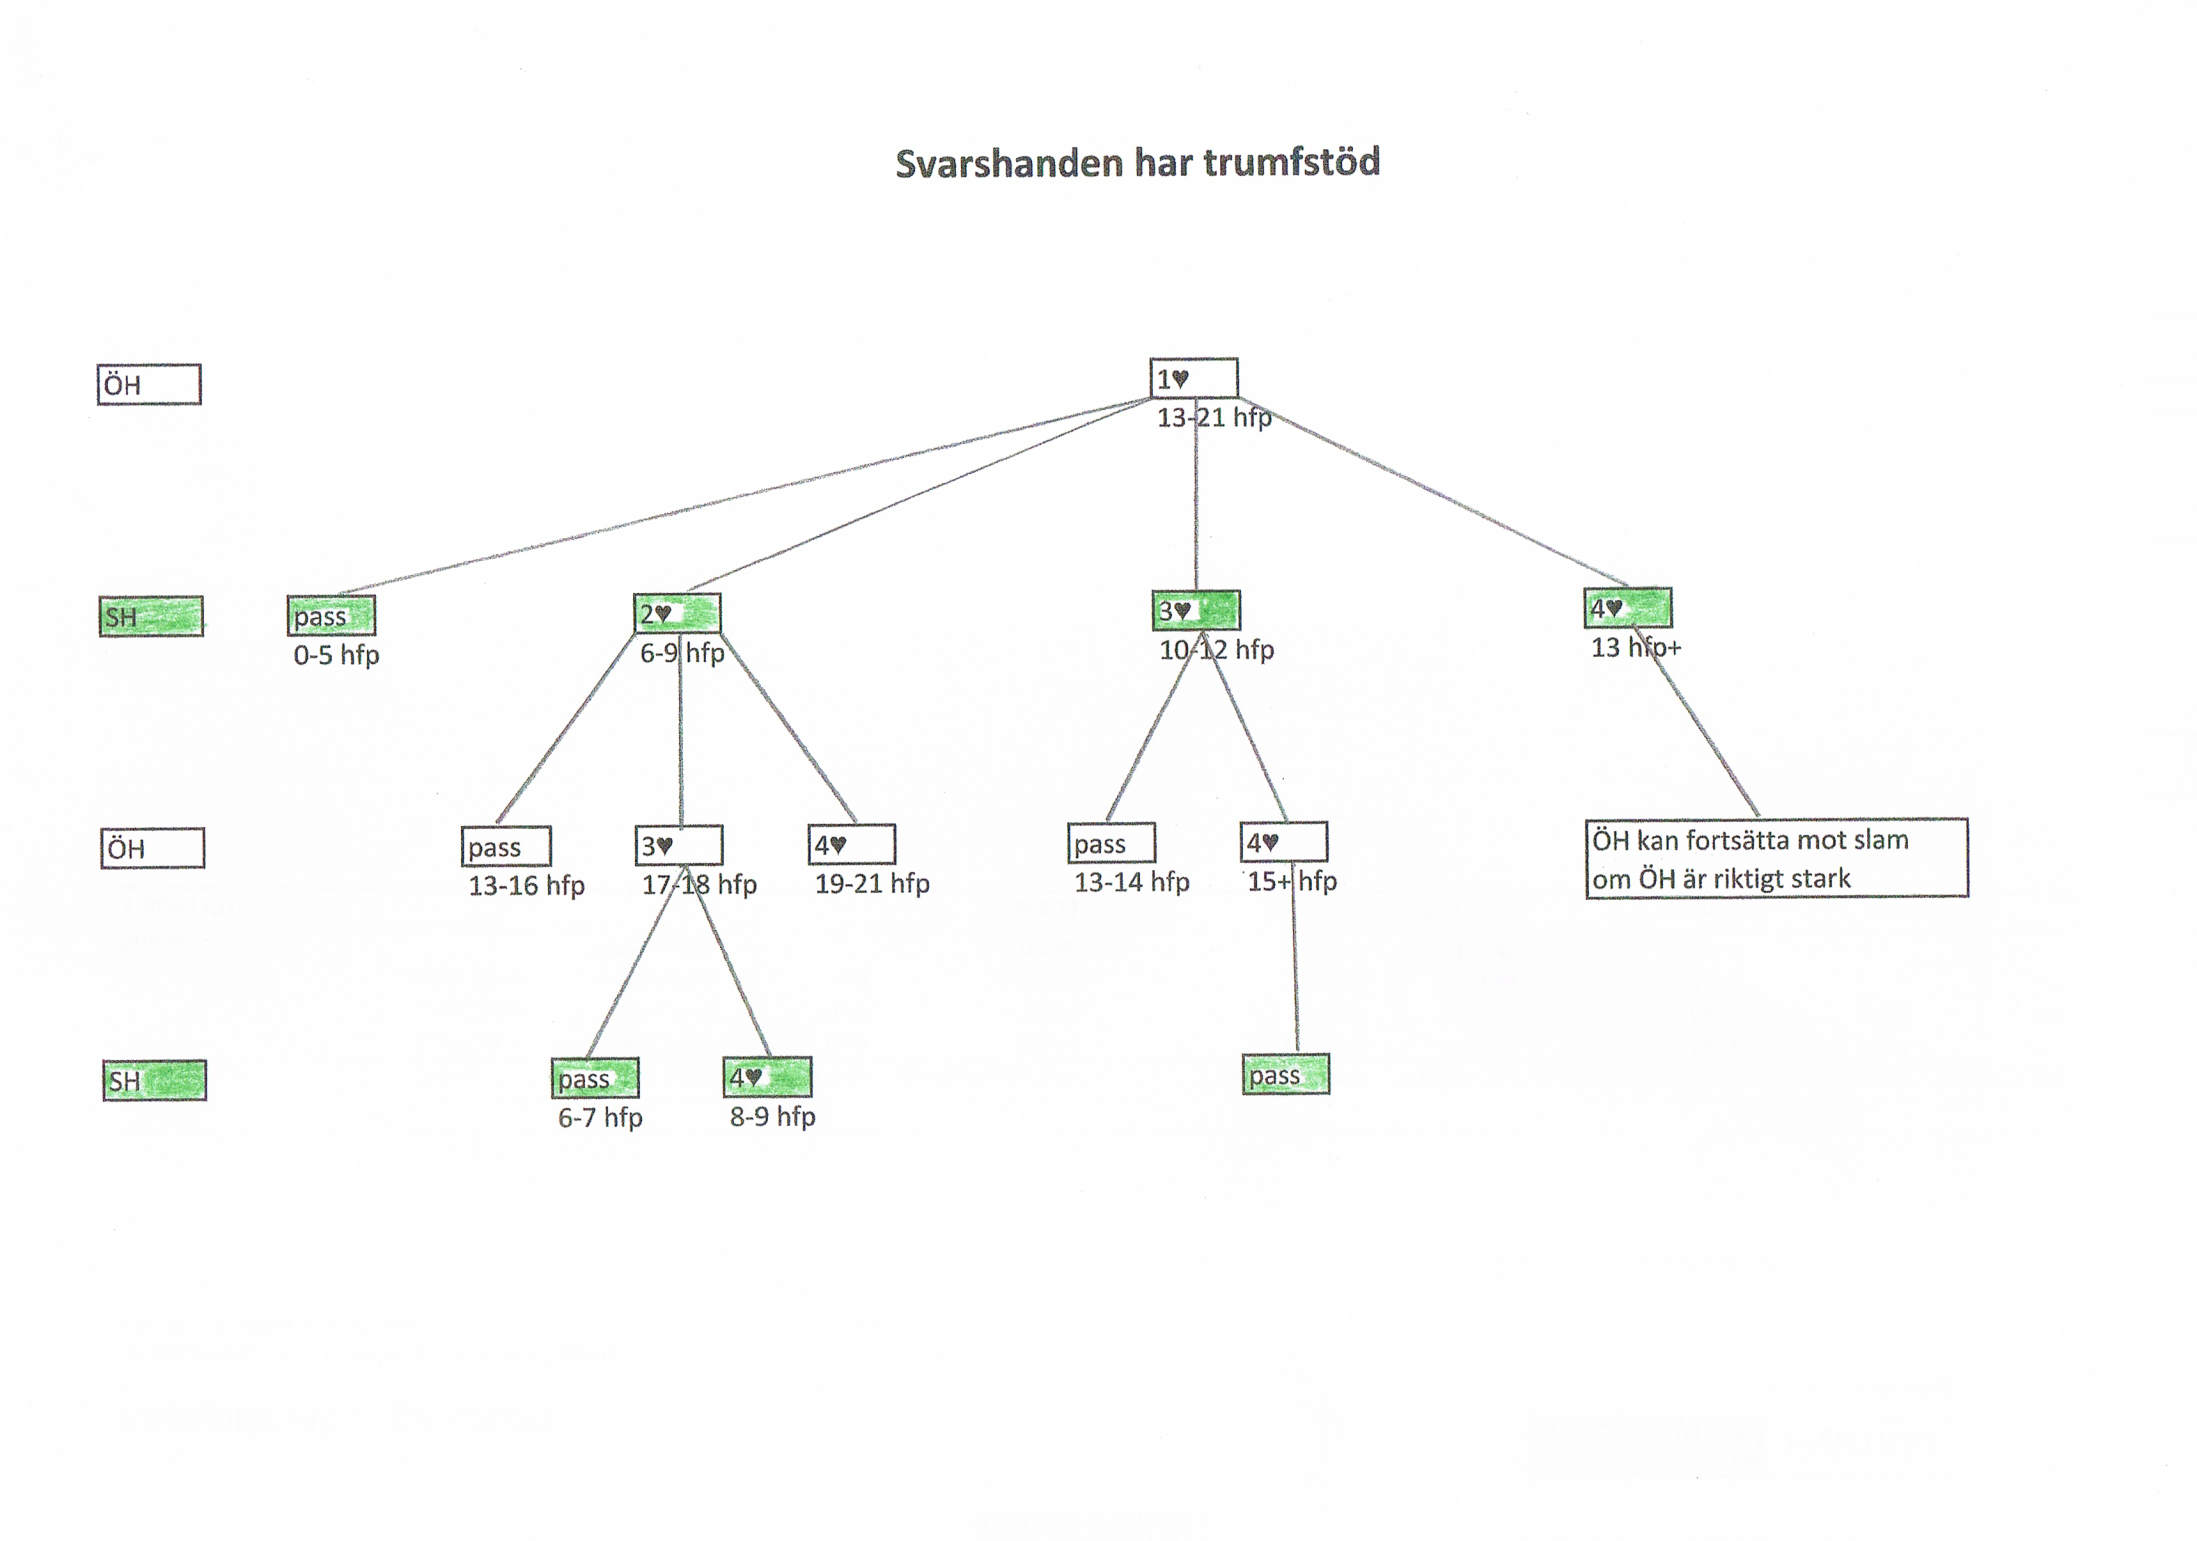 Svarshanden har trumfstöd
ÖH
1♥
13-21 hfp
SH
pass
2♥
3♥
4♥
0-5 hfp
6-9 hfp
10-12 hfp
13 hfp+
ÖH
pass
3♥
4♥
pass
4♥
ÖH kan fortsätta mot slam
om ÖH är riktigt stark
13-16 hfp
17-18 hfp
19-21 hfp
13-14 hfp
15+ hfp
SH
pass
4♥
pass
6-7 hfp
8-9 hfp